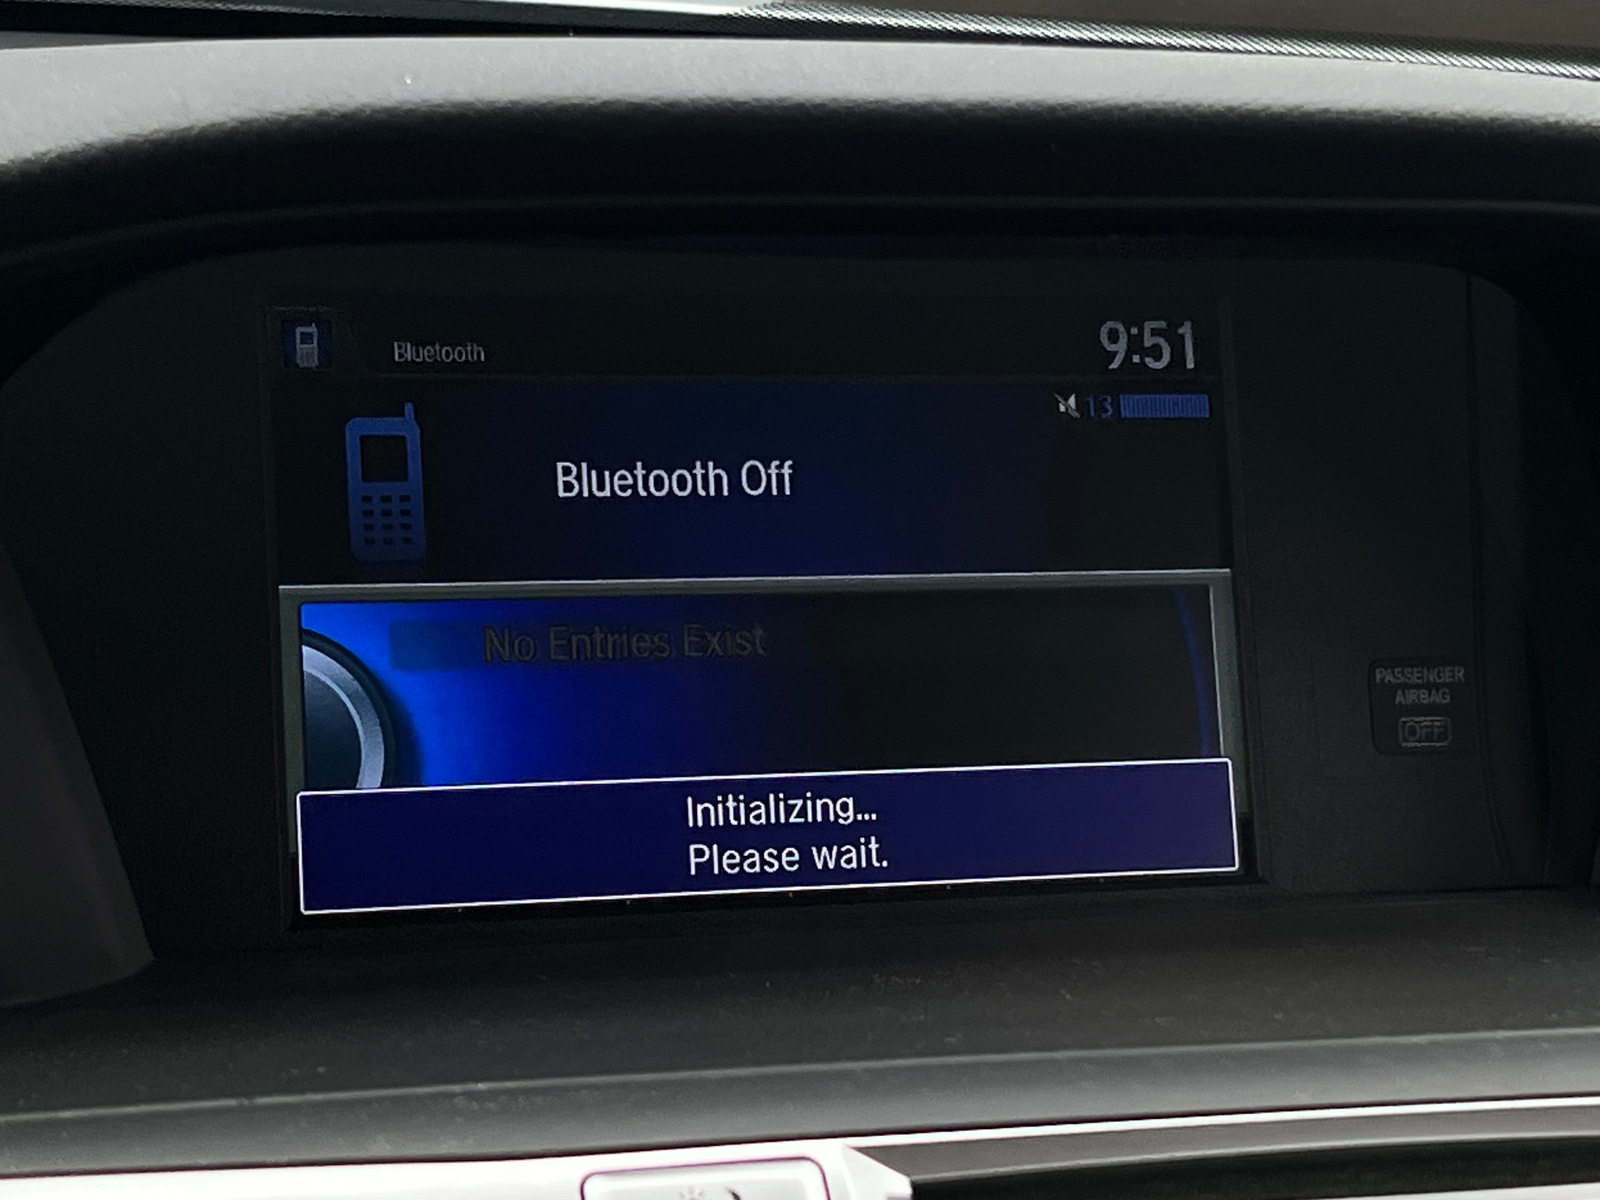 Bluetooth
9:51
13
Bluetooth Off
No Entries Exist
PASSENGER
AIRBAG
OFF
Initializing...
Please wait.